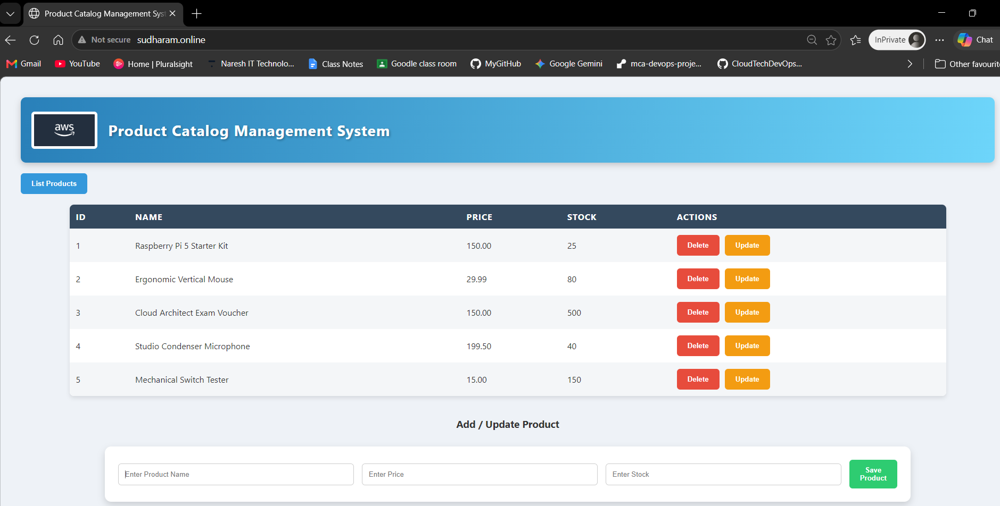 Product Catalog Management Syst
Not secure sudharam.online
InPrivate
Chat
Gmail YouTube Home | Pluralsight Naresh IT Technolo... Class Notes Goodle class room MyGitHub Google Gemini mca-devops-proje... CloudTechDevOps... Other favourit
aws
Product Catalog Management System
List Products
ID NAME PRICE STOCK ACTIONS
1 Raspberry Pi 5 Starter Kit 150.00 25 Delete Update
2 Ergonomic Vertical Mouse 29.99 80 Delete Update
3 Cloud Architect Exam Voucher 150.00 500 Delete Update
4 Studio Condenser Microphone 199.50 40 Delete Update
5 Mechanical Switch Tester 15.00 150 Delete Update
Add / Update Product
Enter Product Name Enter Price Enter Stock
Save
Product